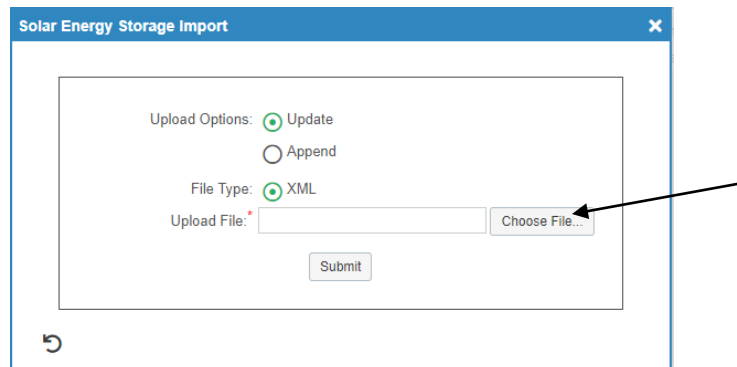 Solar Energy Storage Import
Upload Options: Update
Append
File Type: XML
Upload File:* Choose File...
Submit